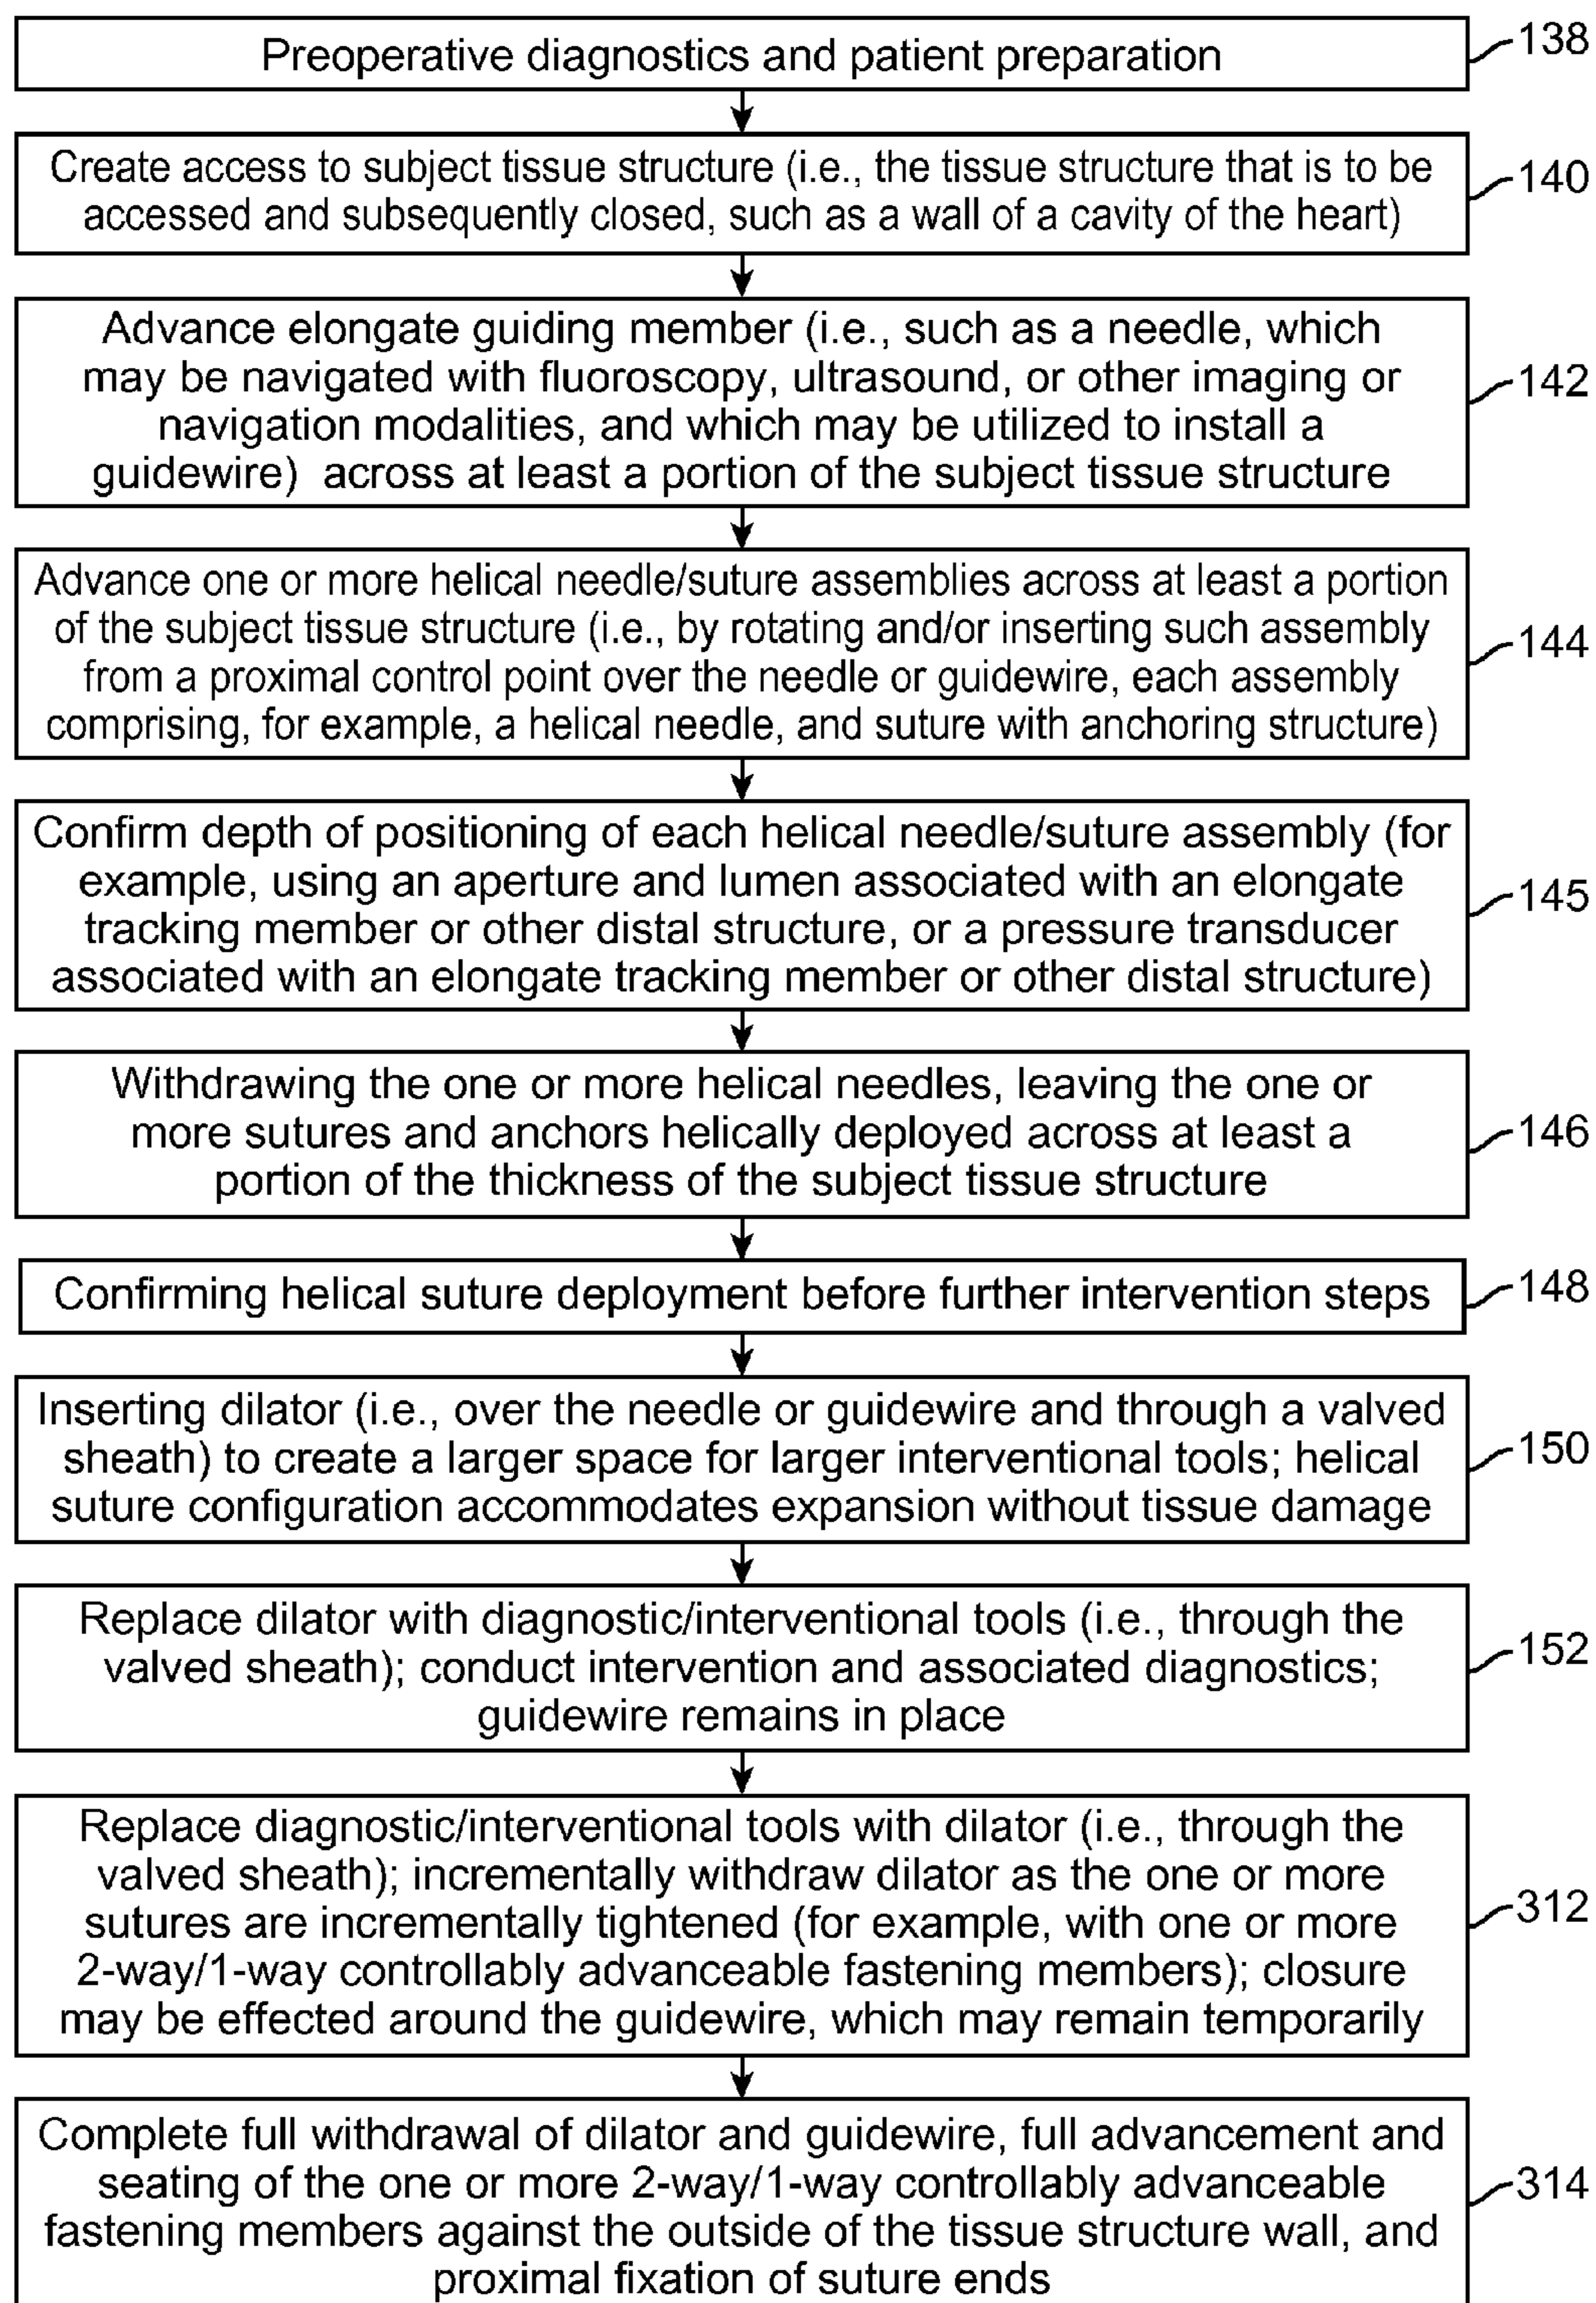 Preoperative diagnostics and patient preparation
138
Create access to subject tissue structure (i.e., the tissue structure that is to be
accessed and subsequently closed, such as a wall of a cavity of the heart)
140
Advance elongate guiding member (i.e., such as a needle, which
may be navigated with fluoroscopy, ultrasound, or other imaging or
navigation modalities, and which may be utilized to install a
guidewire) across at least a portion of the subject tissue structure
142
Advance one or more helical needle/suture assemblies across at least a portion
of the subject tissue structure (i.e., by rotating and/or inserting such assembly
from a proximal control point over the needle or guidewire, each assembly
comprising, for example, a helical needle, and suture with anchoring structure)
144
Confirm depth of positioning of each helical needle/suture assembly (for
example, using an aperture and lumen associated with an elongate
tracking member or other distal structure, or a pressure transducer
associated with an elongate tracking member or other distal structure)
145
Withdrawing the one or more helical needles, leaving the one or
more sutures and anchors helically deployed across at least a
portion of the thickness of the subject tissue structure
146
Confirming helical suture deployment before further intervention steps
148
Inserting dilator (i.e., over the needle or guidewire and through a valved
sheath) to create a larger space for larger interventional tools; helical
suture configuration accommodates expansion without tissue damage
150
Replace dilator with diagnostic/interventional tools (i.e., through the
valved sheath); conduct intervention and associated diagnostics;
guidewire remains in place
152
Replace diagnostic/interventional tools with dilator (i.e., through the
valved sheath); incrementally withdraw dilator as the one or more
sutures are incrementally tightened (for example, with one or more
2-way/1-way controllably advanceable fastening members); closure
may be effected around the guidewire, which may remain temporarily
312
Complete full withdrawal of dilator and guidewire, full advancement and
seating of the one or more 2-way/1-way controllably advanceable
fastening members against the outside of the tissue structure wall, and
proximal fixation of suture ends
314